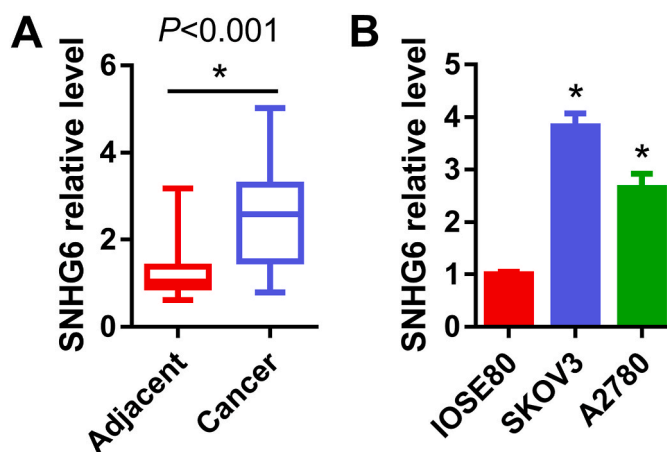 A
P<0.001
*
SNHG6 relative level
6
4
2
0
Adjacent
Cancer
B
SNHG6 relative level
5
4
3
2
1
0
*
*
IOSE80
SKOV3
A2780